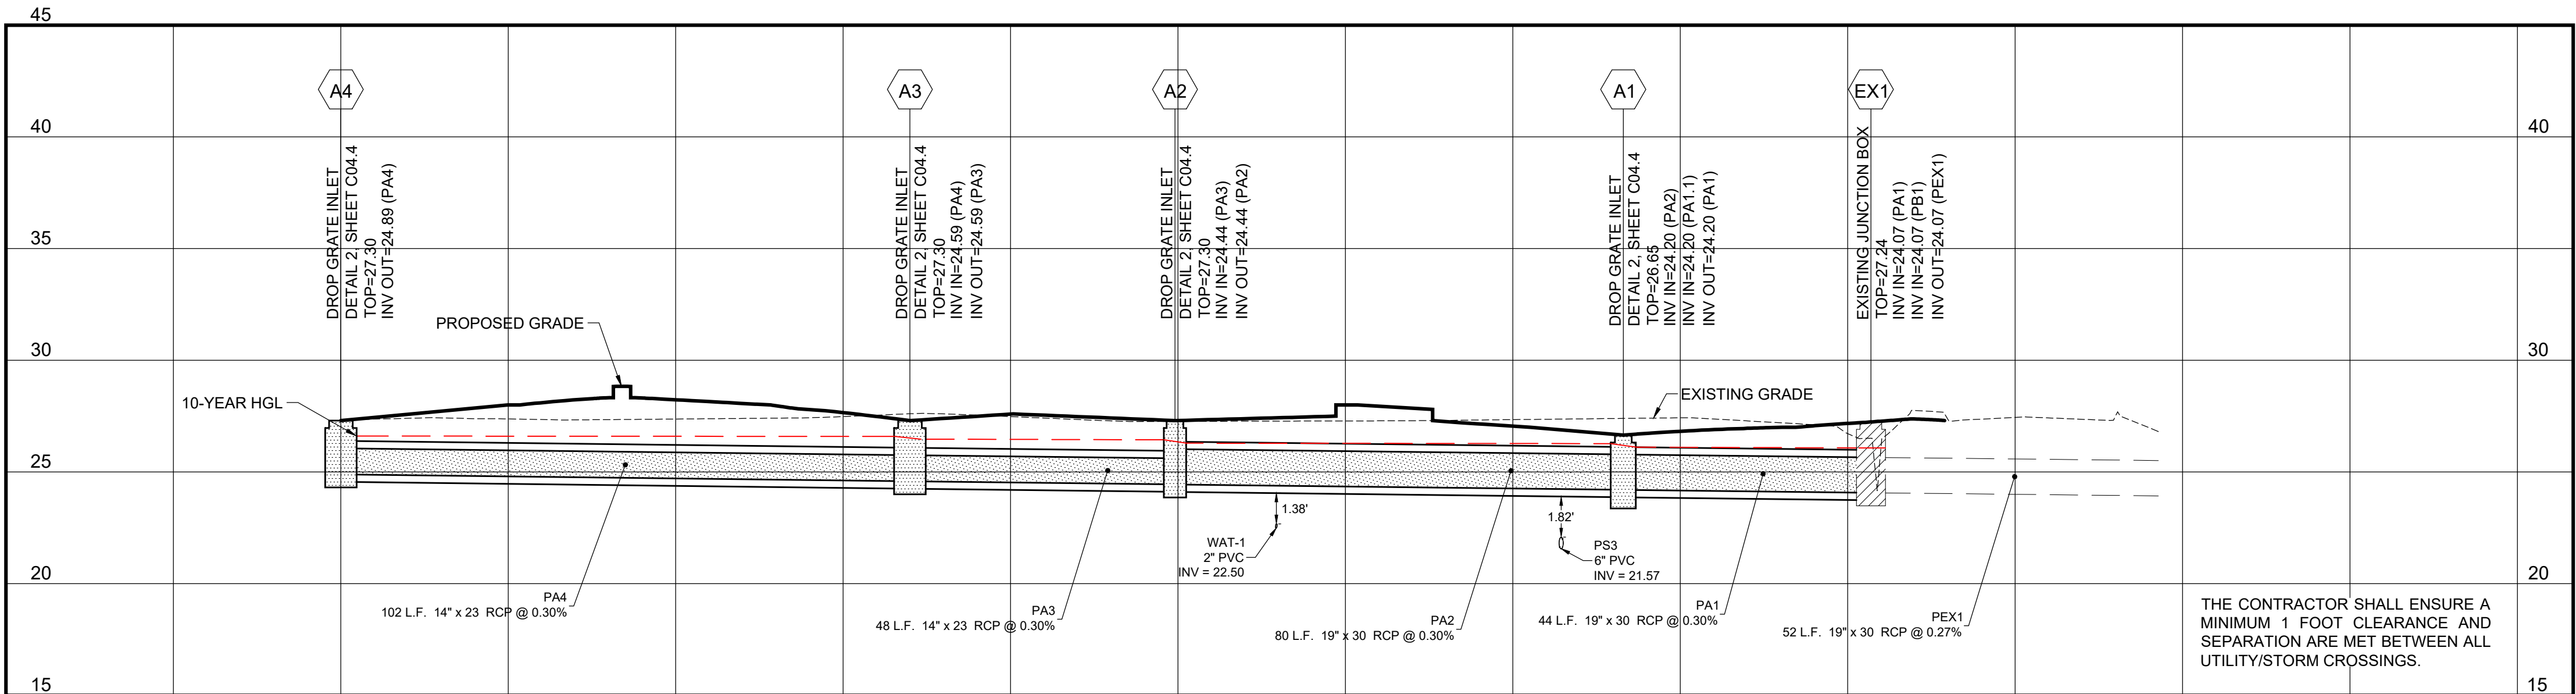 45
40
40
35
35
30
30
25
25
20
20
15
15
A4
DROP GRATE INLET
DETAIL 2, SHEET C04.4
TOP=27.30
INV OUT=24.89 (PA4)
A3
DROP GRATE INLET
DETAIL 2, SHEET C04.4
TOP=27.30
INV IN=24.59 (PA4)
INV OUT=24.59 (PA3)
A2
DROP GRATE INLET
DETAIL 2, SHEET C04.4
TOP=27.30
INV IN=24.44 (PA3)
INV OUT=24.44 (PA2)
A1
DROP GRATE INLET
DETAIL 2, SHEET C04.4
TOP=26.65
INV IN=24.20 (PA2)
INV IN=24.20 (PA1.1)
INV OUT=24.20 (PA1)
EX1
EXISTING JUNCTION BOX
TOP=27.24
INV IN=24.07 (PA1)
INV IN=24.07 (PB1)
INV OUT=24.07 (PEX1)
PROPOSED GRADE
10-YEAR HGL
EXISTING GRADE
1.38'
WAT-1
2" PVC
INV = 22.50
1.82'
PS3
6" PVC
INV = 21.57
PA4
102 L.F. 14" x 23 RCP @ 0.30%
PA3
48 L.F. 14" x 23 RCP @ 0.30%
PA2
80 L.F. 19" x 30 RCP @ 0.30%
PA1
44 L.F. 19" x 30 RCP @ 0.30%
PEX1
52 L.F. 19" x 30 RCP @ 0.27%
THE CONTRACTOR SHALL ENSURE A
MINIMUM 1 FOOT CLEARANCE AND
SEPARATION ARE MET BETWEEN ALL
UTILITY/STORM CROSSINGS.